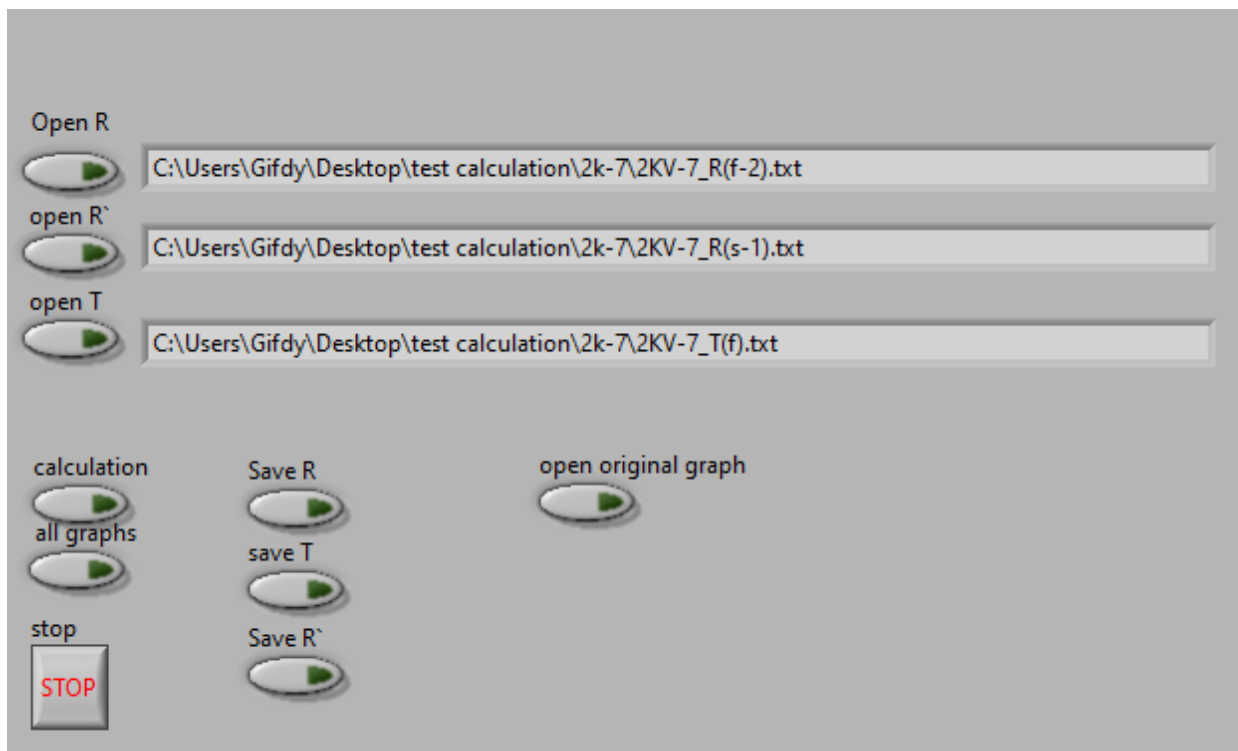 Open R
C:\Users\Gifdy\Desktop\test calculation\2k-7\2KV-7_R(f-2).txt
open R`
C:\Users\Gifdy\Desktop\test calculation\2k-7\2KV-7_R(s-1).txt
open T
C:\Users\Gifdy\Desktop\test calculation\2k-7\2KV-7_T(f).txt
calculation
Save R
open original graph
all graphs
save T
stop
Save R`
STOP